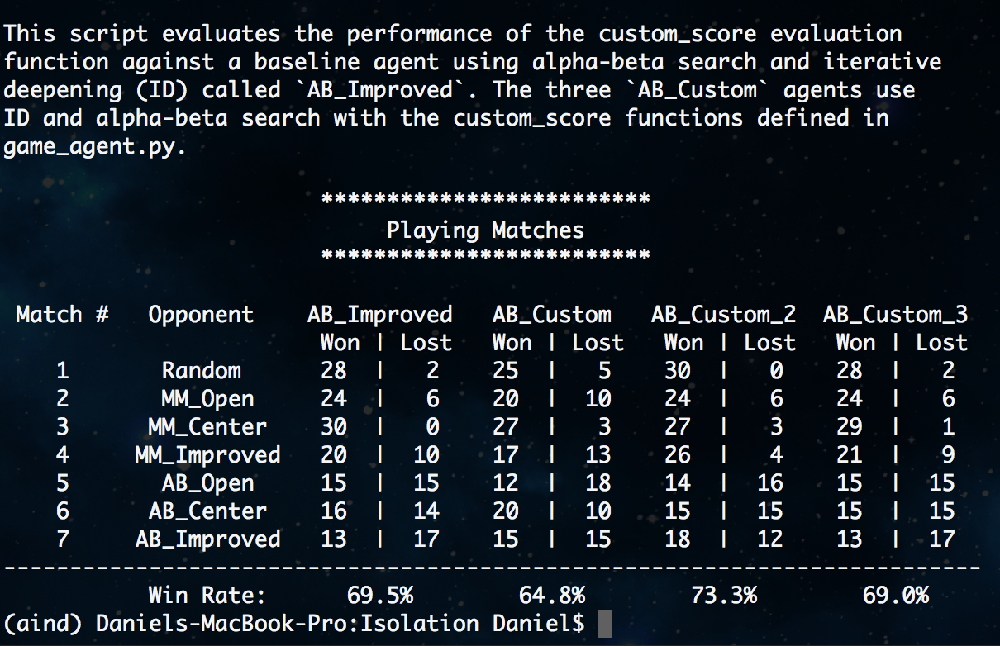 This script evaluates the performance of the custom_score evaluation
function against a baseline agent using alpha-beta search and iterative
deepening (ID) called `AB_Improved`. The three `AB_Custom` agents use
ID and alpha-beta search with the custom_score functions defined in
game_agent.py.
*************************
Playing Matches
*************************
Match # Opponent AB_Improved AB_Custom AB_Custom_2 AB_Custom_3
Won | Lost Won | Lost Won | Lost Won | Lost
1 Random 28 | 2 25 | 5 30 | 0 28 | 2
2 MM_Open 24 | 6 20 | 10 24 | 6 24 | 6
3 MM_Center 30 | 0 27 | 3 27 | 3 29 | 1
4 MM_Improved 20 | 10 17 | 13 26 | 4 21 | 9
5 AB_Open 15 | 15 12 | 18 14 | 16 15 | 15
6 AB_Center 16 | 14 20 | 10 15 | 15 15 | 15
7 AB_Improved 13 | 17 15 | 15 18 | 12 13 | 17
--------------------------------------------------------------------------
Win Rate: 69.5% 64.8% 73.3% 69.0%
(aind) Daniels-MacBook-Pro:Isolation Daniel$